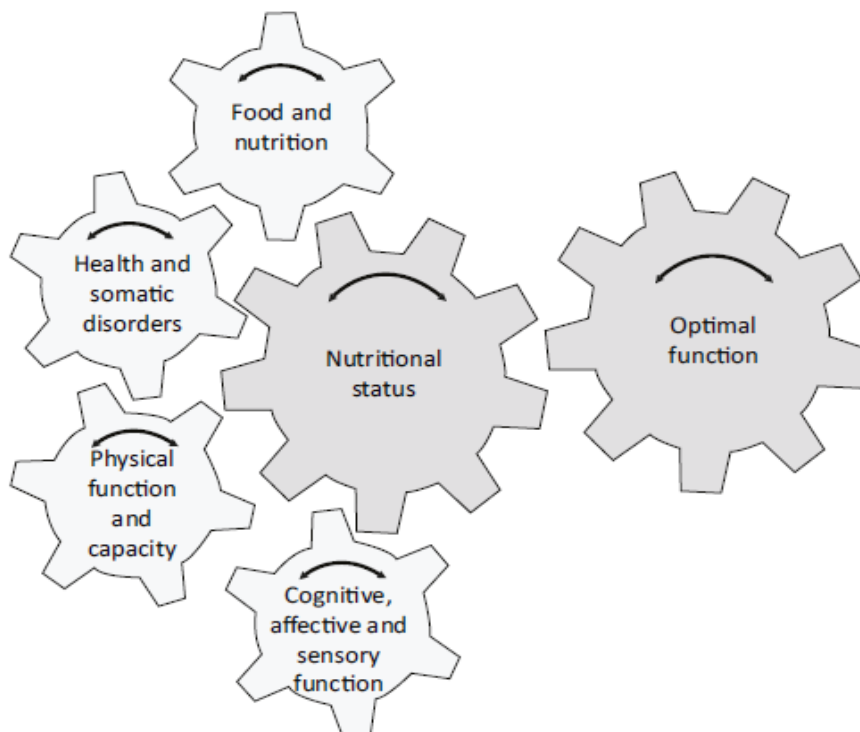 Food and
nutrition
Health and
somatic
disorders
Nutritional
status
Optimal
function
Physical
function
and
capacity
Cognitive,
affective and
sensory
function